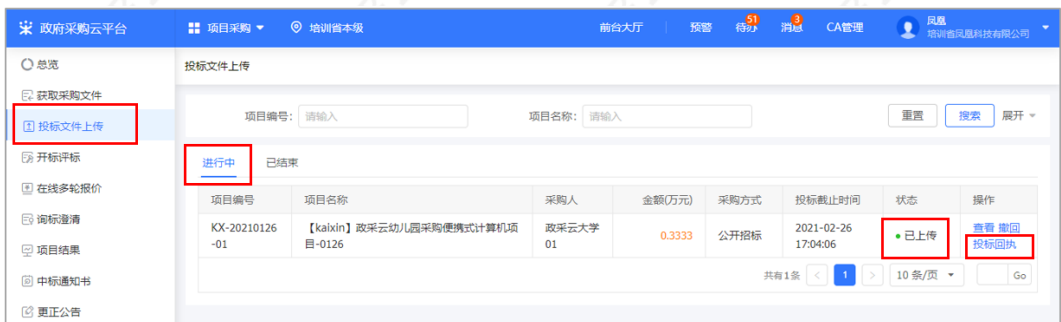 政府采购云平台
项目采购
培训省本级
前台大厅
预警
待办
51
消息
3
CA管理
凤凰
培训省凤凰科技有限公司
总览
获取采购文件
投标文件上传
开标评标
在线多轮报价
询标澄清
项目结果
中标通知书
更正公告
投标文件上传
项目编号: 请输入
项目名称: 请输入
重置
搜索
展开
进行中
已结束
项目编号 项目名称 采购人 金额(万元) 采购方式 投标截止时间 状态 操作
KX-20210126
-01
【kaixin】政采云幼儿园采购便携式计算机项
目-0126
政采云大学
01
0.3333
公开招标
2021-02-26
17:04:06
已上传
查看 撤回
投标回执
共有1条 < 1 > 10 条/页 Go